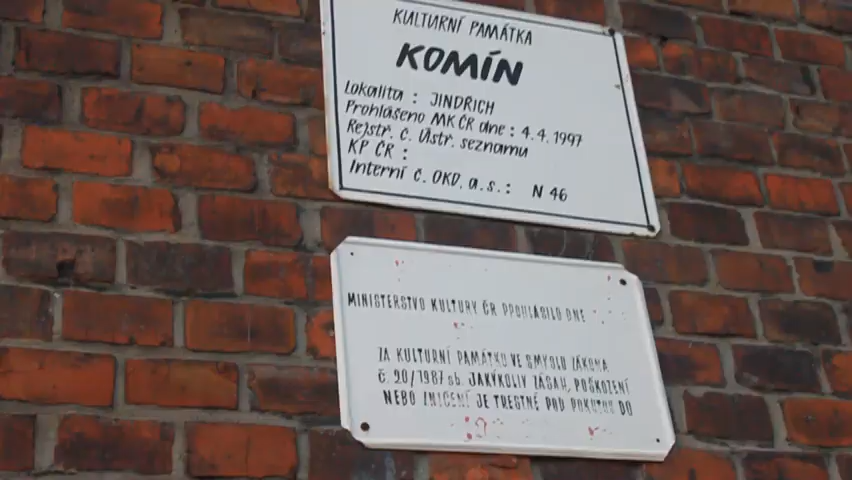 KULTURNÍ PAMÁTKA
KOMÍN
Lokalita : JINDRICH
Prohlášeno MK ČR dne : 4.4.1997
Rejstř. č. Ústř. seznamu
KP ČR :
Interní č. OKD. a.s.: N 46
MINISTERSTVO KULTURY ČR PROHLÁSILO DNE
ZA KULTURNÍ PAMÁTKU VE SMYSLU ZÁKONA
č. 20/1987 sb. JAKÝKOLIV ZÁSAH, POŠKOZENÍ
NEBO ZNIČENÍ JE TRESTNÉ POD POKUTOU DO